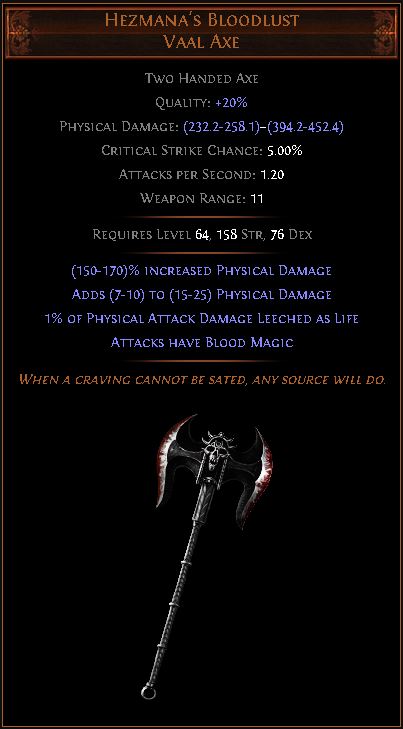 Hezmana's Bloodlust
Vaal Axe
Two Handed Axe
Quality: +20%
Physical Damage: (232.2-258.1)–(394.2-452.4)
Critical Strike Chance: 5.00%
Attacks per Second: 1.20
Weapon Range: 11
Requires Level 64, 158 Str, 76 Dex
(150-170)% increased Physical Damage
Adds (7-10) to (15-25) Physical Damage
1% of Physical Attack Damage Leeched as Life
Attacks have Blood Magic
When a craving cannot be sated, any source will do.